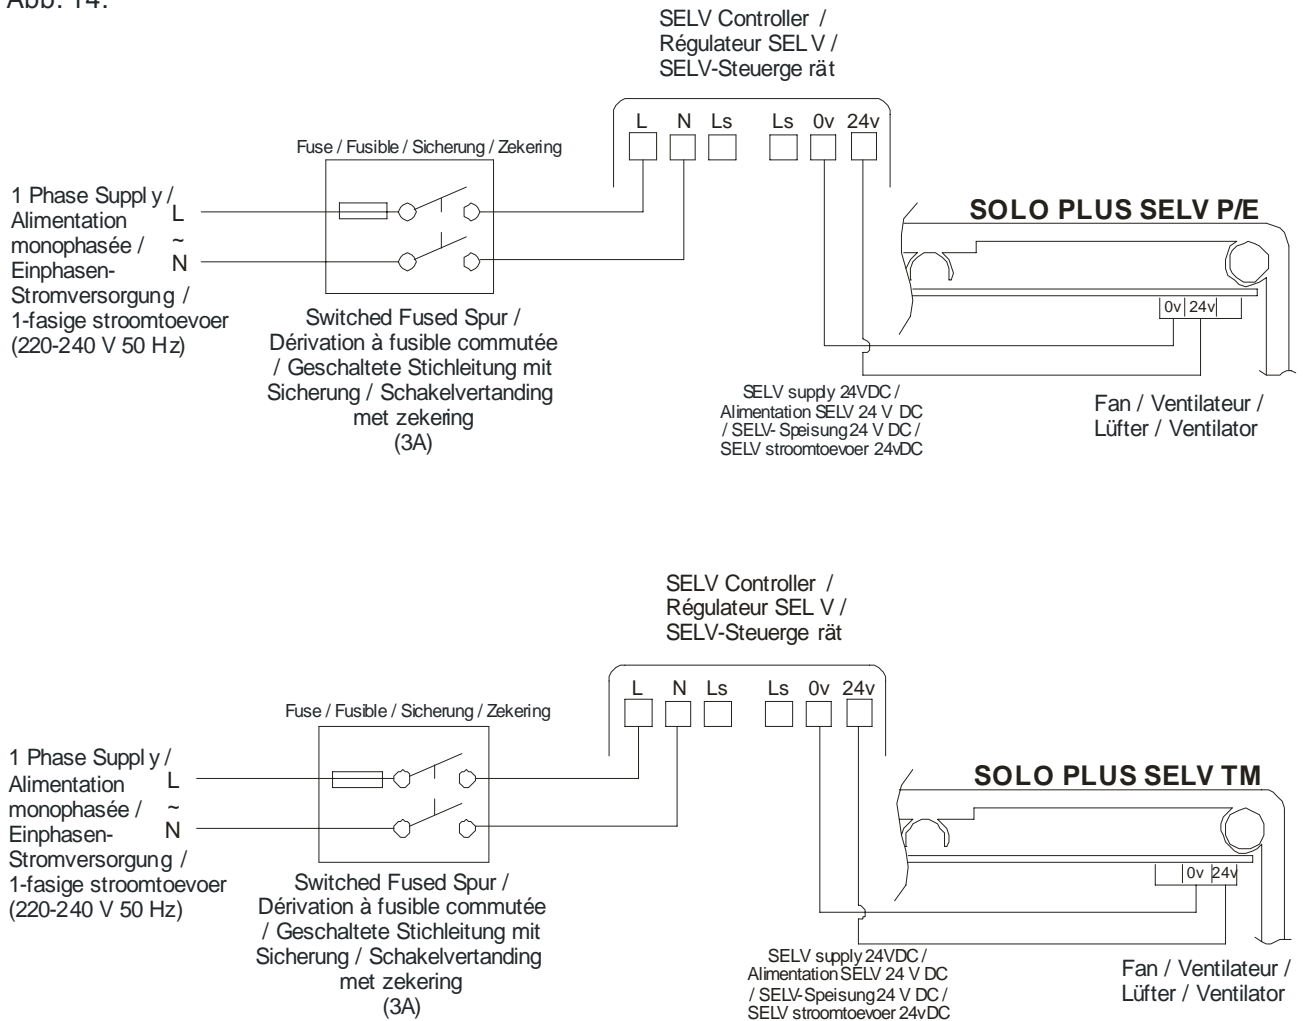 Abb. 14.
SELV Controller /
Régulateur SEL V /
SELV-Steuerge rät
L N Ls Ls 0v 24v
Fuse / Fusible / Sicherung / Zekering
1 Phase Suppl y /
Alimentation
monophasée /
Einphasen-
Stromversorgung /
1-fasige stroomtoevoer
(220-240 V 50 Hz)
L
~
N
Switched Fused Spur /
Dérivation à fusible commutée
/ Geschaltete Stichleitung mit
Sicherung / Schakelvertanding
met zekering
(3A)
SOLO PLUS SELV P/E
0v 24v
SELV supply 24VDC /
Alimentation SELV 24 V DC
/ SELV- Speisung 24 V DC /
SELV stroomtoevoer 24vDC
Fan / Ventilateur /
Lüfter / Ventilator
SELV Controller /
Régulateur SEL V /
SELV-Steuerge rät
L N Ls Ls 0v 24v
Fuse / Fusible / Sicherung / Zekering
1 Phase Suppl y /
Alimentation
monophasée /
Einphasen-
Stromversorgung /
1-fasige stroomtoevoer
(220-240 V 50 Hz)
L
~
N
Switched Fused Spur /
Dérivation à fusible commutée
/ Geschaltete Stichleitung mit
Sicherung / Schakelvertanding
met zekering
(3A)
SOLO PLUS SELV TM
0v 24v
SELV supply 24VDC /
Alimentation SELV 24 V DC
/ SELV- Speisung 24 V DC /
SELV stroomtoevoer 24vDC
Fan / Ventilateur /
Lüfter / Ventilator